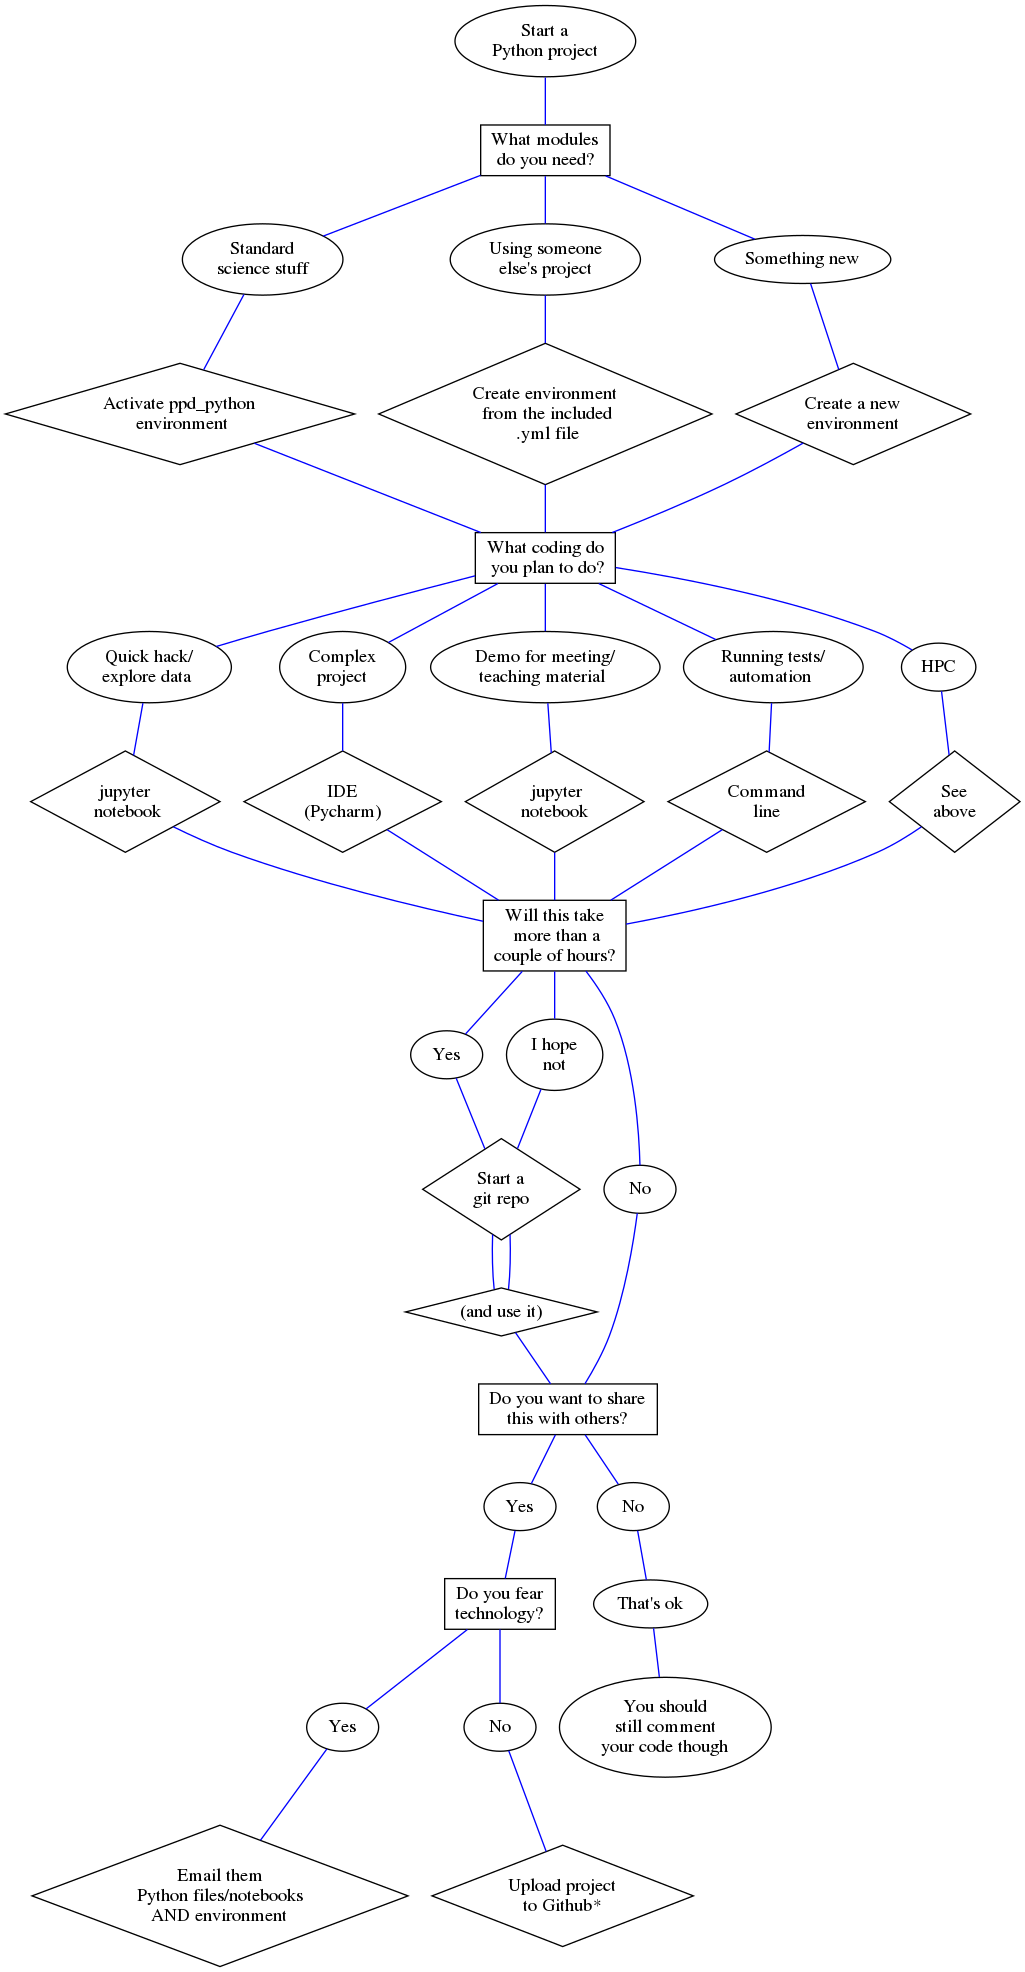 Start a
Python project
What modules
do you need?
Standard
science stuff
Using someone
else's project
Something new
Activate ppd_python
environment
Create environment
from the included
.yml file
Create a new
environment
What coding do
you plan to do?
Quick hack/
explore data
Complex
project
Demo for meeting/
teaching material
Running tests/
automation
HPC
jupyter
notebook
IDE
(Pycharm)
jupyter
notebook
Command
line
See
above
Will this take
more than a
couple of hours?
Yes
I hope
not
Start a
git repo
No
(and use it)
Do you want to share
this with others?
Yes
No
Do you fear
technology?
That's ok
Yes
No
You should
still comment
your code though
Email them
Python files/notebooks
AND environment
Upload project
to Github*